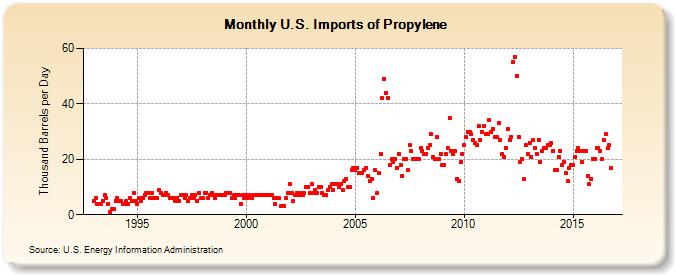 Monthly U.S. Imports of Propylene
Thousand Barrels per Day
60
40
20
0
1995 2000 2005 2010 2015
Source: U.S. Energy Information Administration